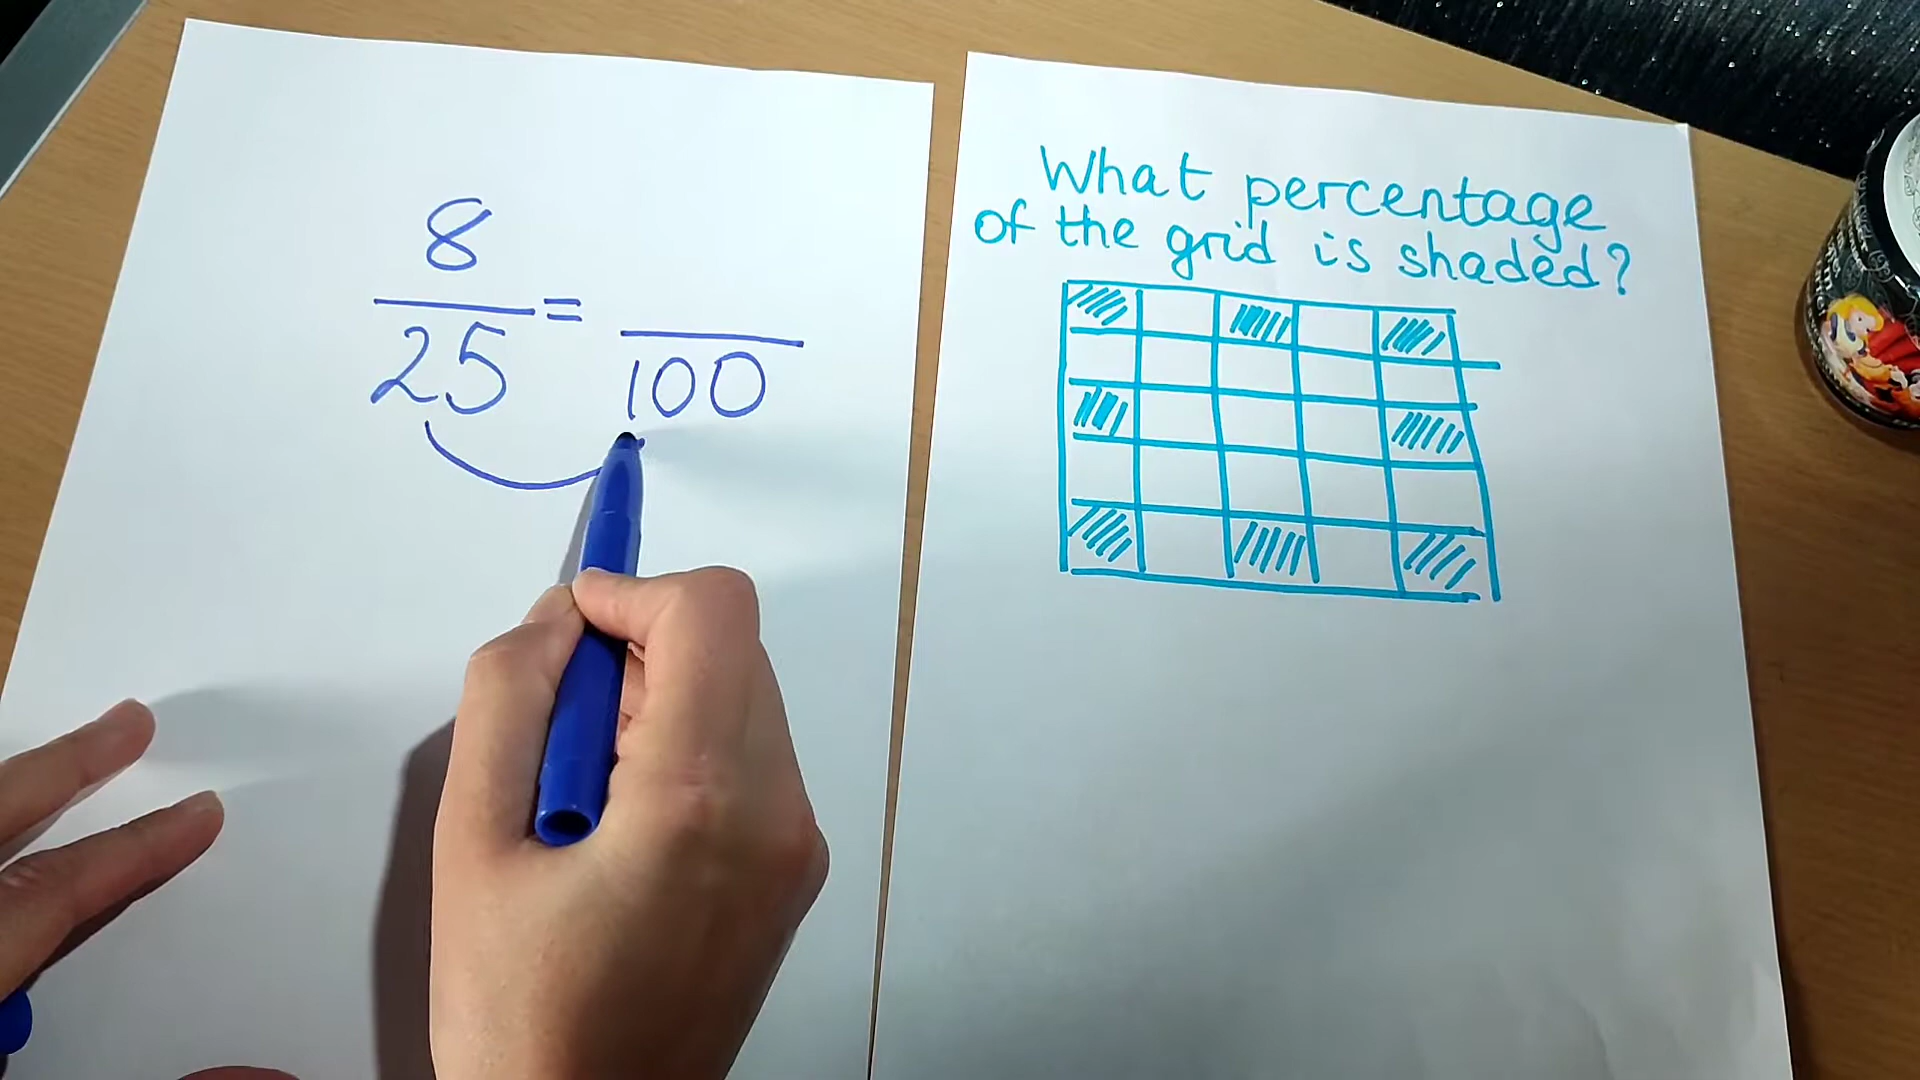 8
25
=
100
What percentage
of the grid is shaded?